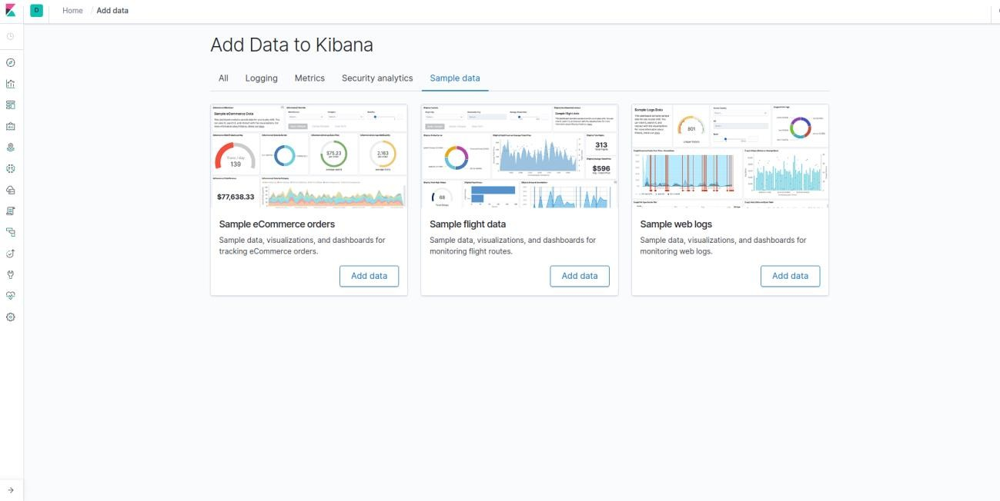 D
Home / Add data
Add Data to Kibana
All
Logging
Metrics
Security analytics
Sample data
Sample eCommerce Data
Trans / day
139
$75.23
2,163
$77,638.33
Sample eCommerce orders
Sample data, visualizations, and dashboards for
tracking eCommerce orders.
Add data
Sample Flight data
313
$596
68
Sample flight data
Sample data, visualizations, and dashboards for
monitoring flight routes.
Add data
Sample Logs Data
801
Sample web logs
Sample data, visualizations, and dashboards for
monitoring web logs.
Add data